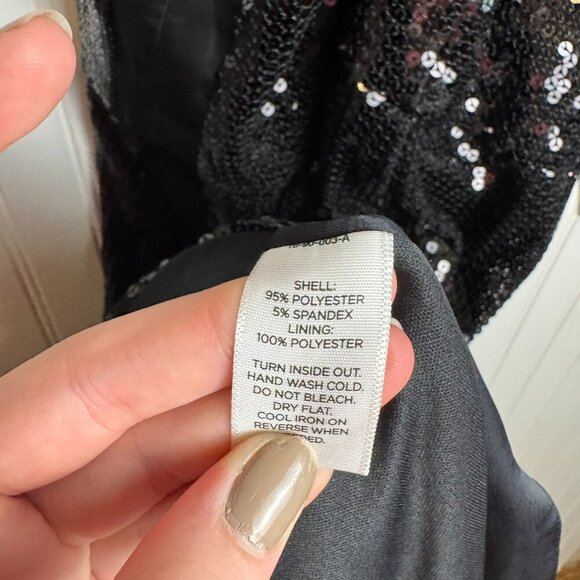 SHELL:
95% POLYESTER
5% SPANDEX
LINING:
100% POLYESTER
TURN INSIDE OUT.
HAND WASH COLD.
DO NOT BLEACH.
DRY FLAT.
COOL IRON ON
REVERSE WHEN